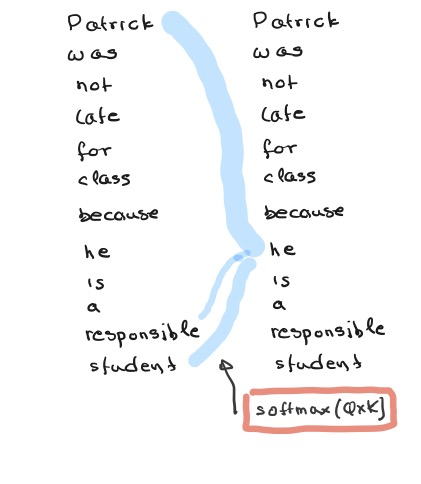 Patrick
was
not
late
for
class
because
he
is
a
responsible
student
Patrick
was
not
late
for
class
because
he
is
a
responsible
student
softmax(QxK]